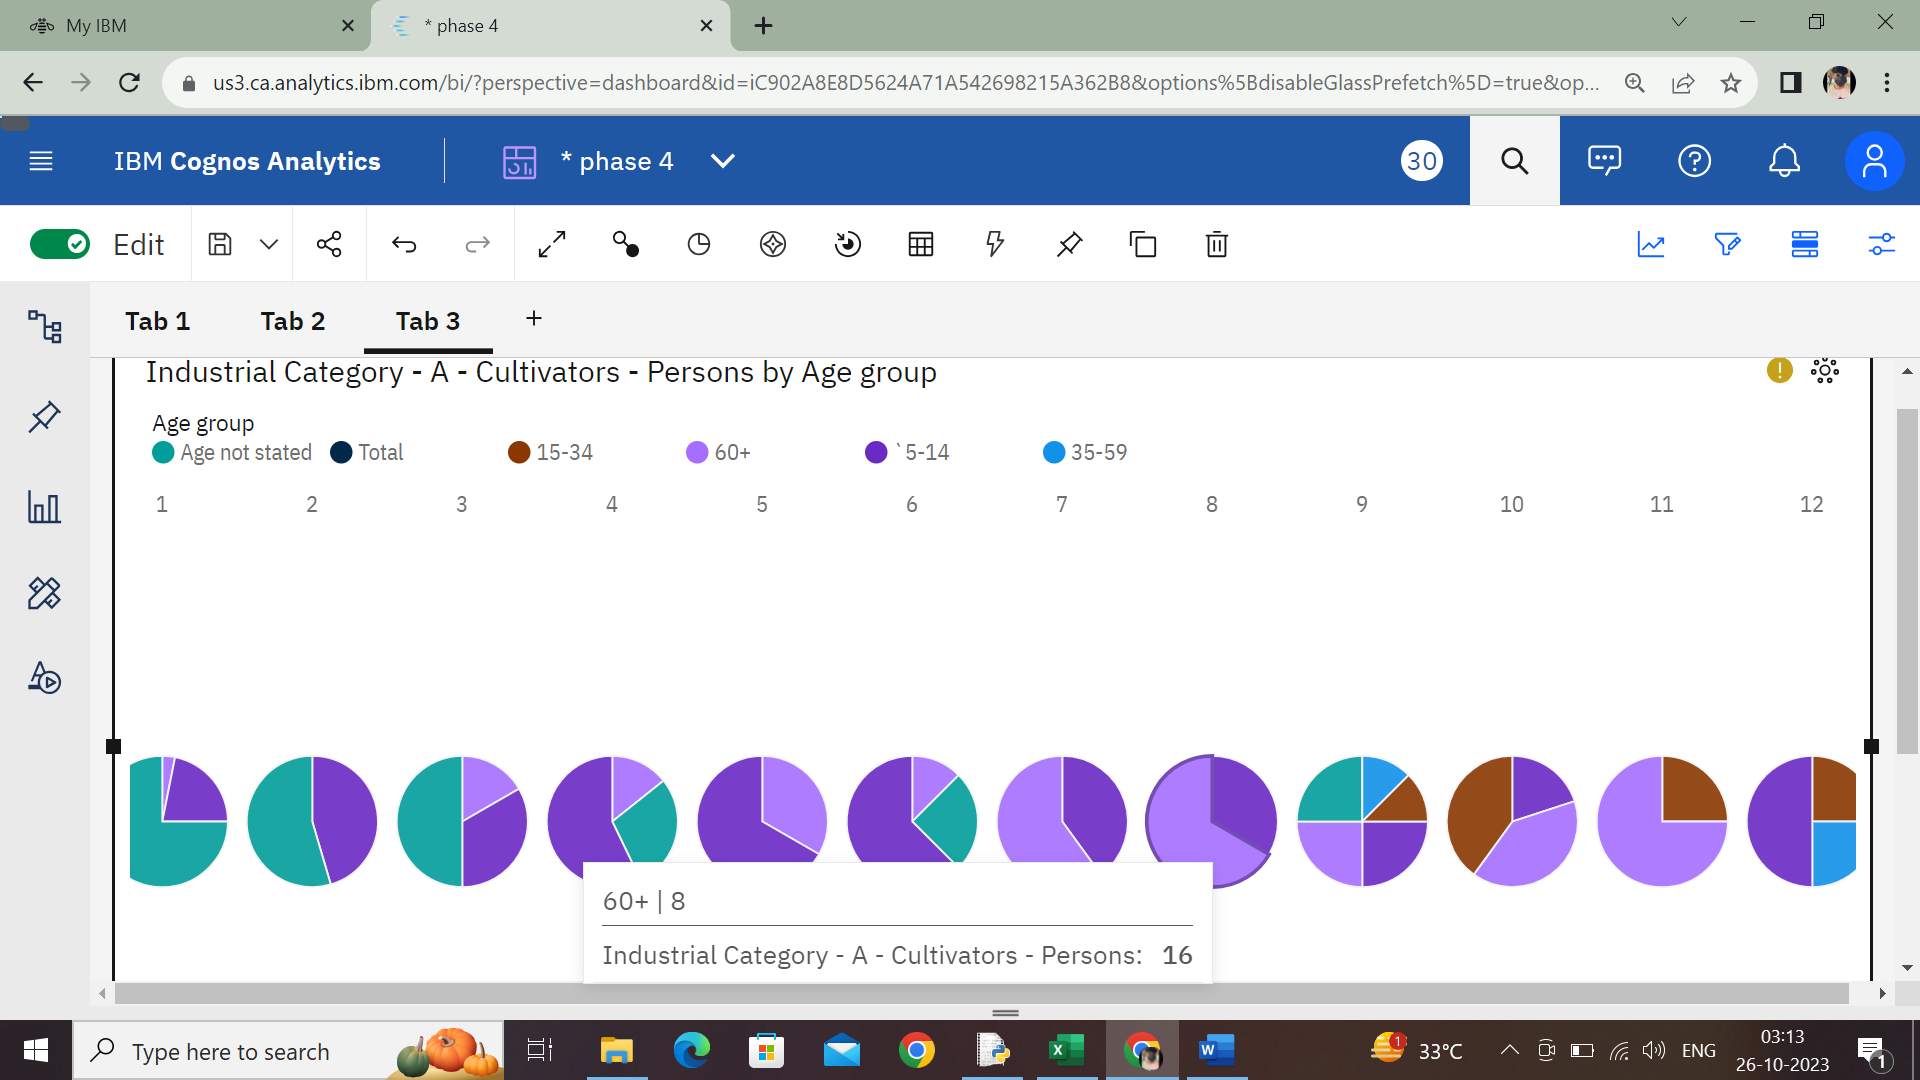 My IBM
* phase 4
us3.ca.analytics.ibm.com/bi/?perspective=dashboard&id=iC902A8E8D5624A71A542698215A362B8&options%5BdisableGlassPrefetch%5D=true&op...
IBM Cognos Analytics
* phase 4
30
Edit
Tab 1 Tab 2 Tab 3 +
Industrial Category - A - Cultivators - Persons by Age group
Age group
Age not stated Total 15-34 60+ `5-14 35-59
1 2 3 4 5 6 7 8 9 10 11 12
60+ | 8
Industrial Category - A - Cultivators - Persons: 16
Type here to search
1
33°C
ENG
03:13
26-10-2023
1